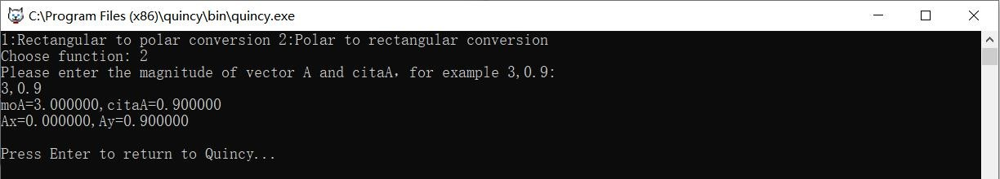 C:\Program Files (x86)\quincy\bin\quincy.exe
1:Rectangular to polar conversion 2:Polar to rectangular conversion
Choose function: 2
Please enter the magnitude of vector A and citaA，for example 3,0.9:
3,0.9
moA=3.000000,citaA=0.900000
Ax=0.000000,Ay=0.900000
Press Enter to return to Quincy...